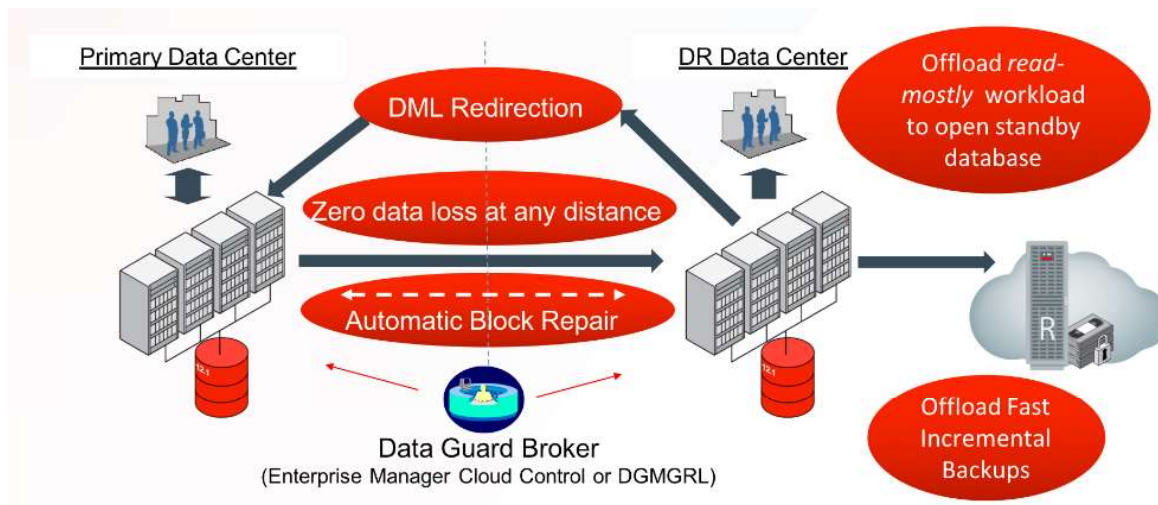 Primary Data Center
DR Data Center
Offload read-
mostly workload
to open standby
database
DML Redirection
Zero data loss at any distance
Automatic Block Repair
R
12.1
12.1
Data Guard Broker
(Enterprise Manager Cloud Control or DGMGRL)
Offload Fast
Incremental
Backups